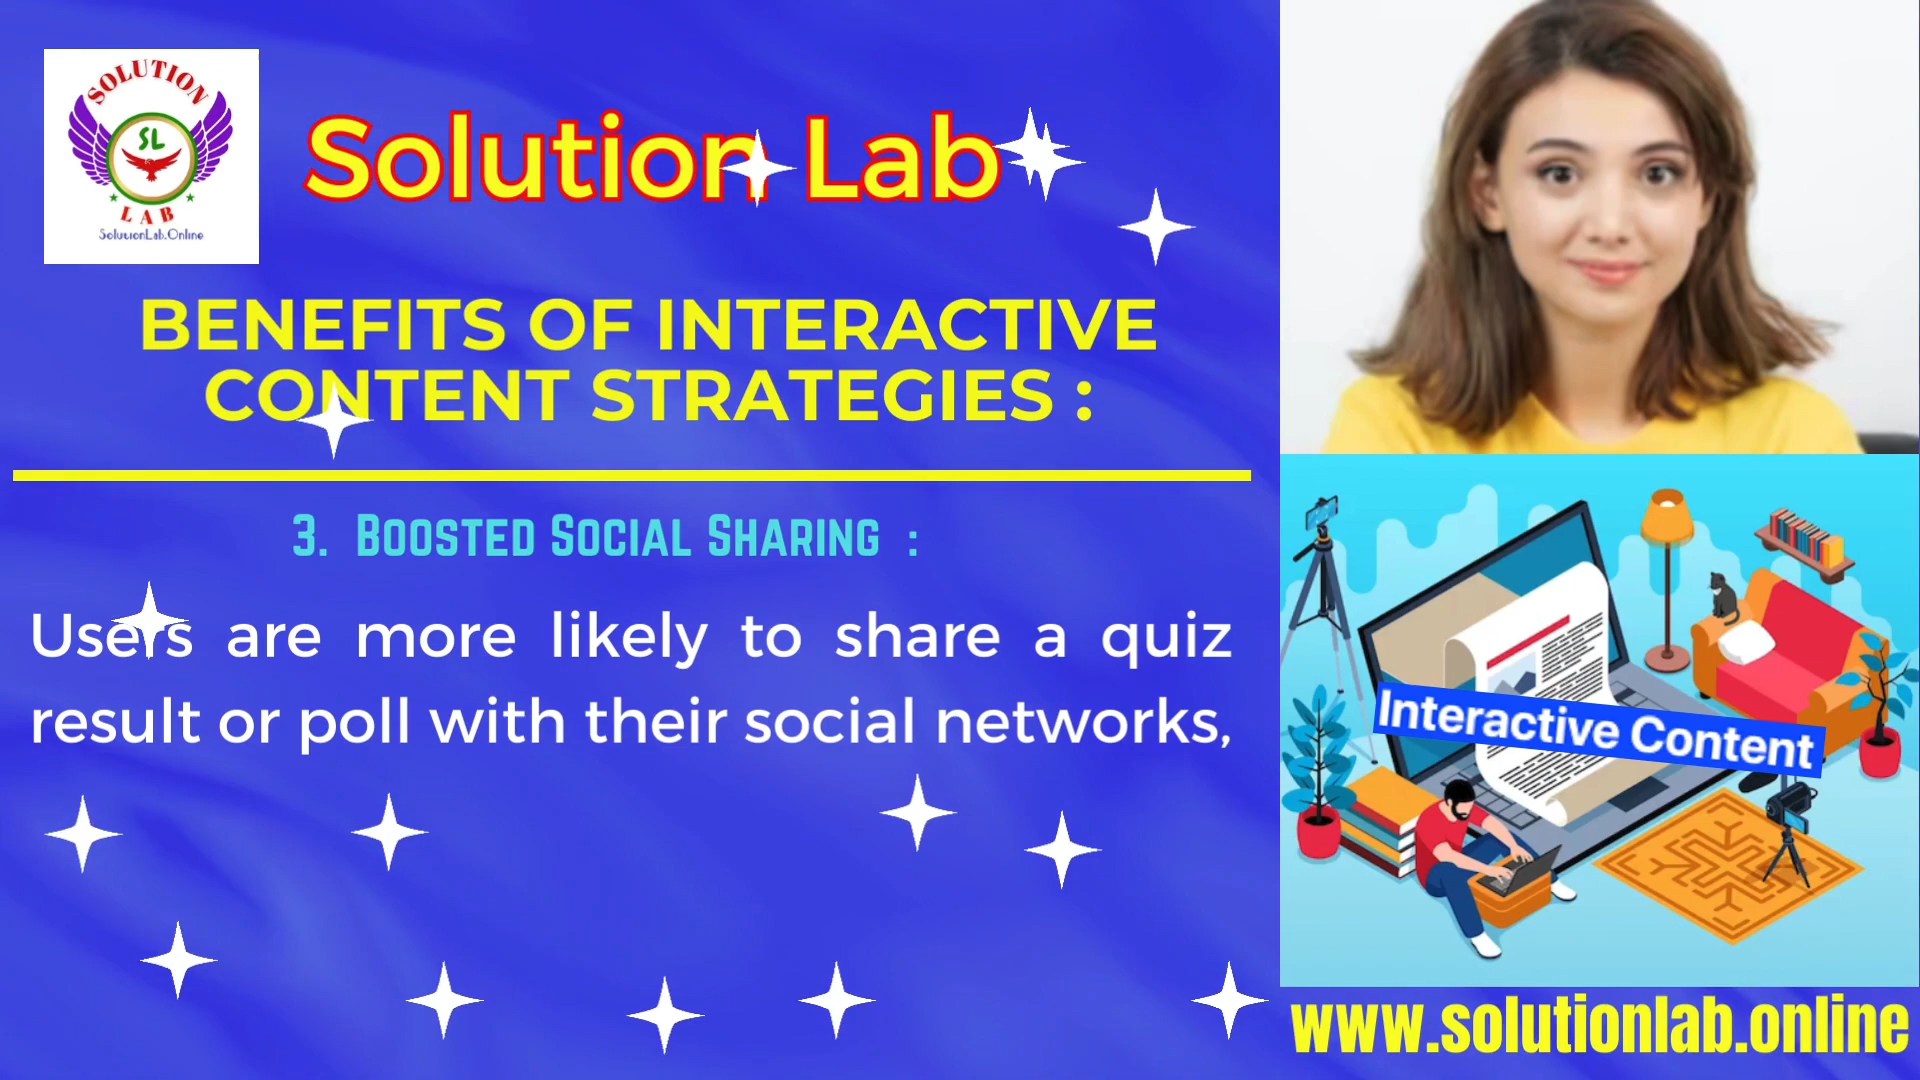 SOLUTION
SL
LAB
SolutionLab.Online
Solution Lab
BENEFITS OF INTERACTIVE
CONTENT STRATEGIES :
3. Boosted Social Sharing :
Users are more likely to share a quiz
result or poll with their social networks,
Interactive Content
www.solutionlab.online